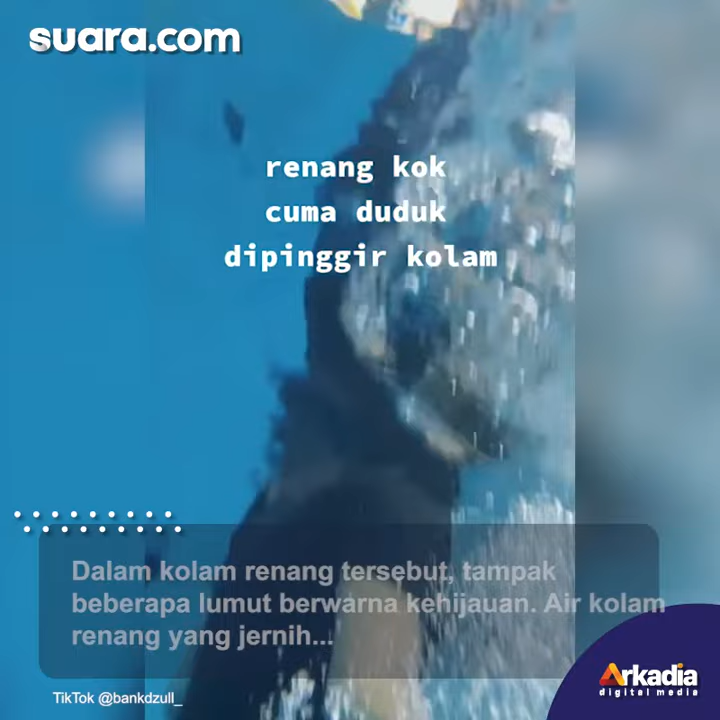 suara.com
renang kok
cuma duduk
dipinggir kolam
Dalam kolam renang tersebut, tampak
beberapa lumut berwarna kehijauan. Air kolam
renang yang jernih...
TikTok @bankdzull_
Arkadia
digital media